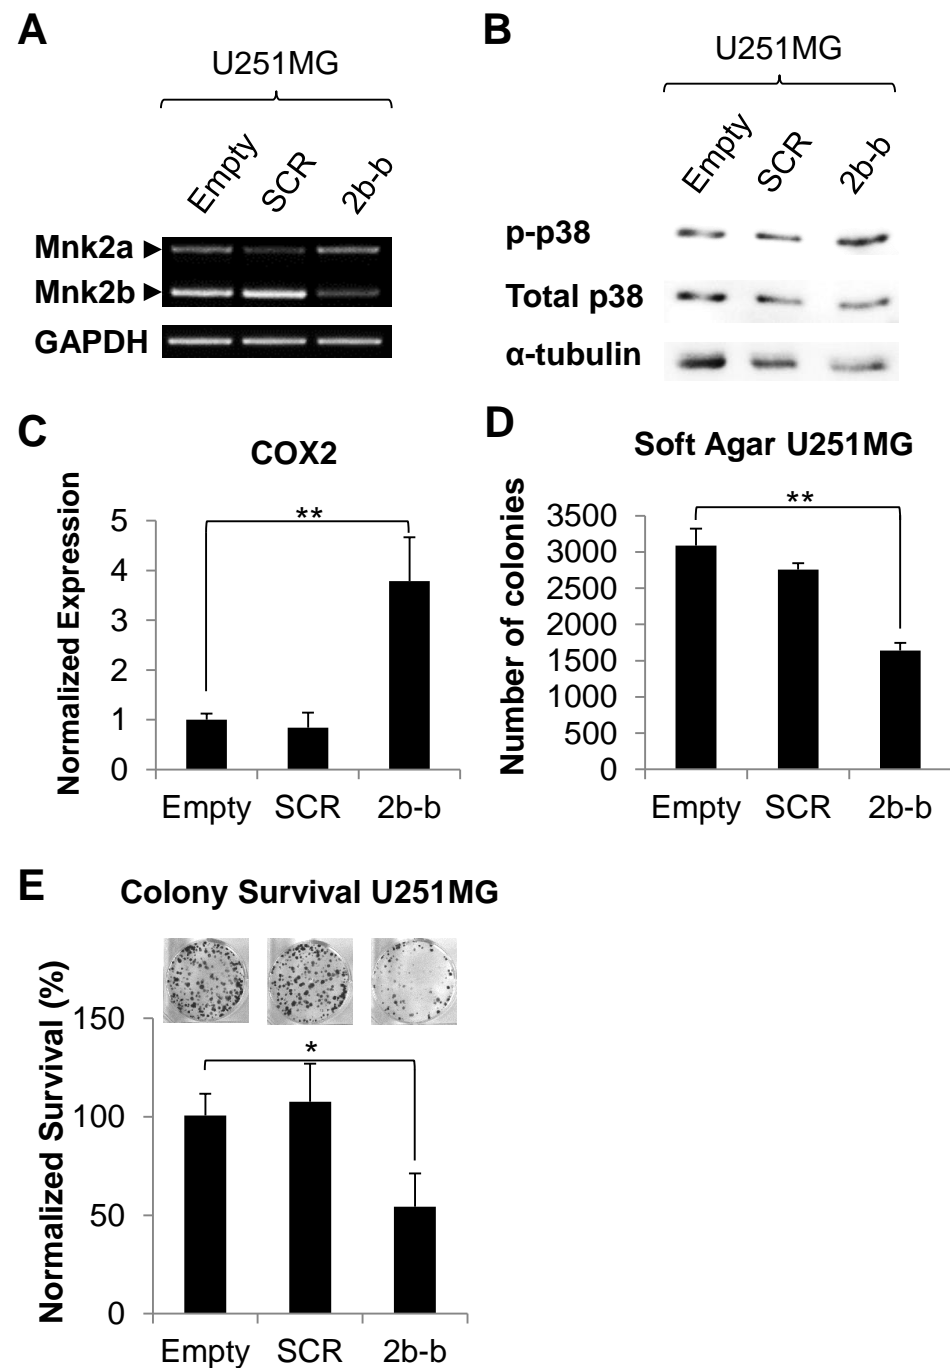 A
U251MG
Empty SCR 2b-b
Mnk2a
Mnk2b
GAPDH
B
U251MG
Empty SCR 2b-b
p-p38
Total p38
α-tubulin
C
COX2
Normalized Expression
5
4
3
2
1
0
**
Empty SCR 2b-b
D
Soft Agar U251MG
Number of colonies
3500
3000
2500
2000
1500
1000
500
0
**
Empty SCR 2b-b
E
Colony Survival U251MG
Normalized Survival (%)
150
100
50
0
*
Empty SCR 2b-b